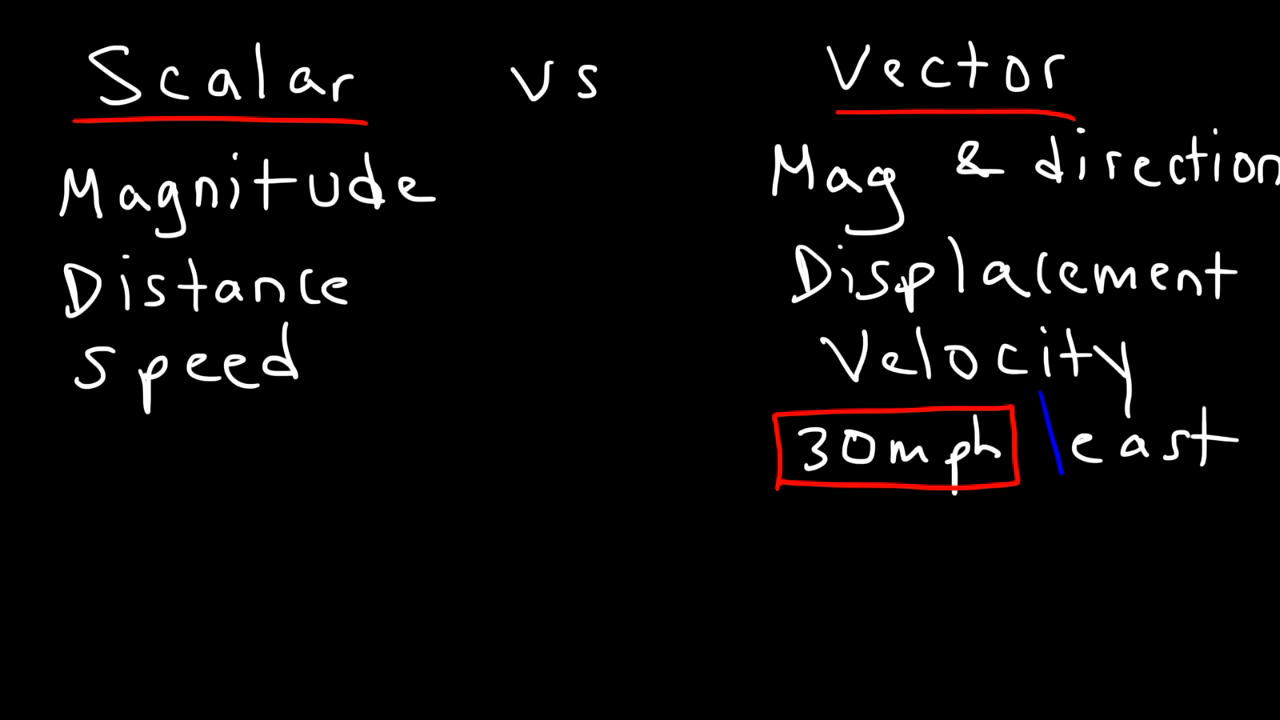 Scalar vs Vector
Magnitude Mag & direction
Distance Displacement
Speed Velocity
30mph east